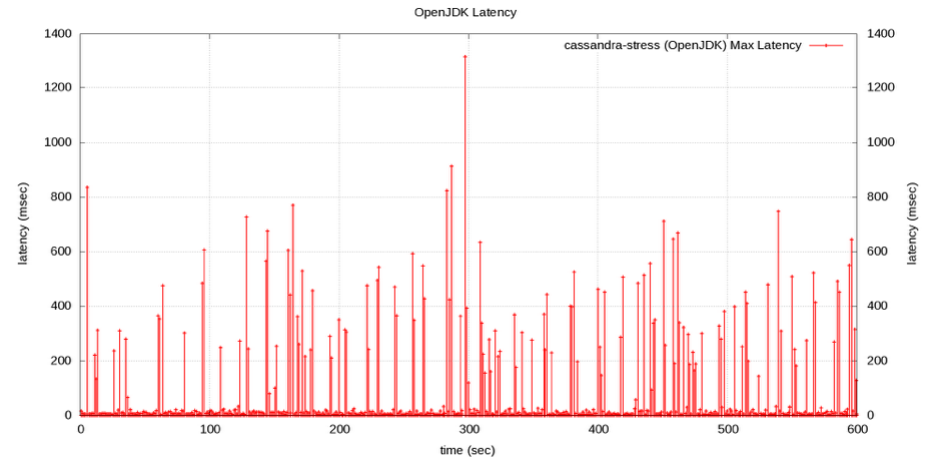 OpenJDK Latency
cassandra-stress (OpenJDK) Max Latency
latency (msec)
1400
1200
1000
800
600
400
200
0
1400
1200
1000
800
600
400
200
0
latency (msec)
0 100 200 300 400 500 600
time (sec)